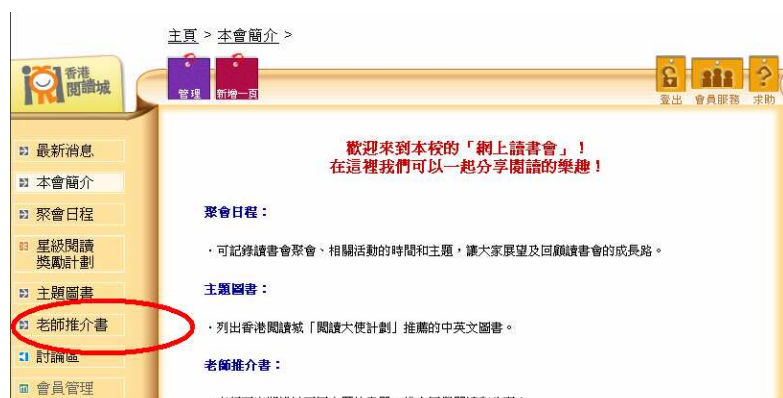 主頁 > 本會簡介 >
香港
閱讀城
管理 新增一頁
登出 會員服務 求助
最新消息
本會簡介
聚會日程
星級閱讀
獎勵計劃
主題圖書
老師推介書
討論區
會員管理
歡迎來到本校的「網上讀書會」！
在這裡我們可以一起分享閱讀的樂趣！
聚會日程：
．可記錄讀書會聚會、相關活動的時間和主題，讓大家展望及回顧讀書會的成長路。
主題圖書：
．列出香港閱讀城「閱讀大使計劃」推薦的中英文圖書。
老師推介書：